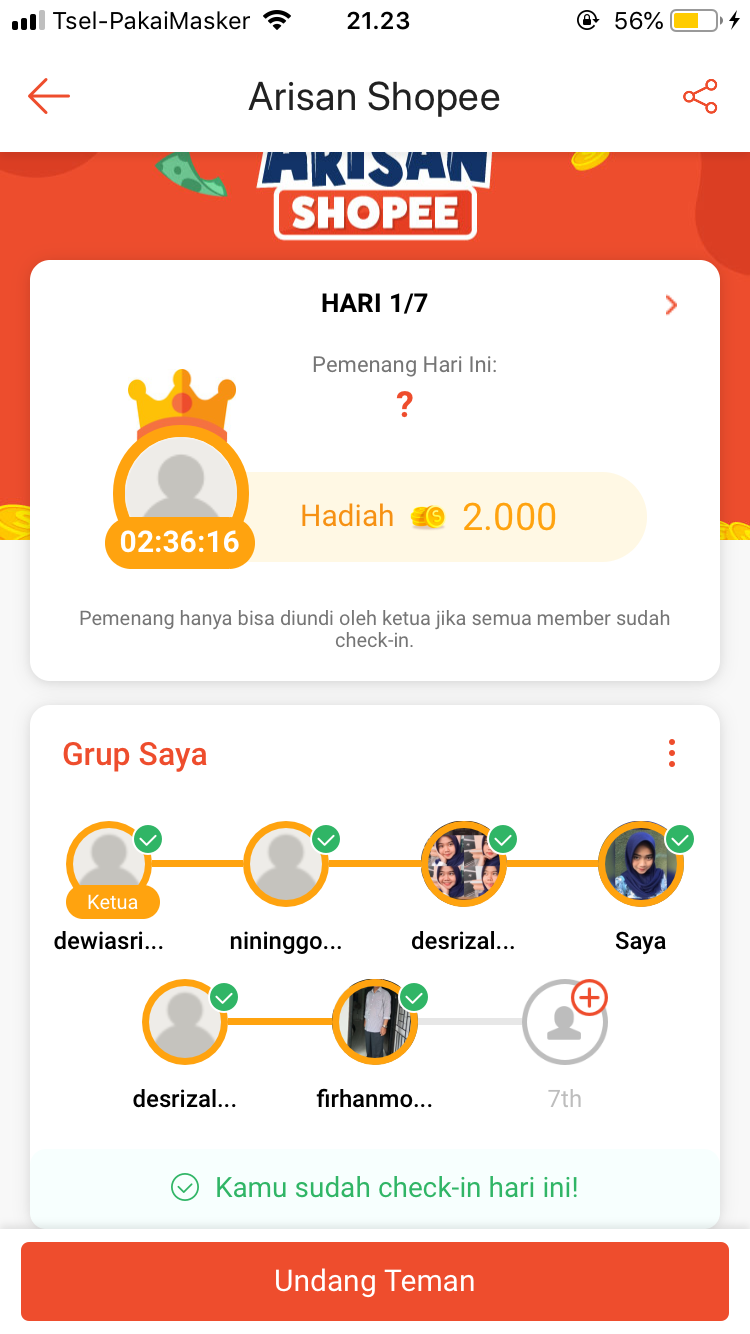 Tsel-PakaiMasker
21.23
56%
Arisan Shopee
ARISAN
SHOPEE
HARI 1/7
Pemenang Hari Ini:
?
02:36:16
Hadiah 2.000
Pemenang hanya bisa diundi oleh ketua jika semua member sudah
check-in.
Grup Saya
Ketua
dewiasri... nininggo... desrizal... Saya
desrizal... firhanmo... 7th
Kamu sudah check-in hari ini!
Undang Teman